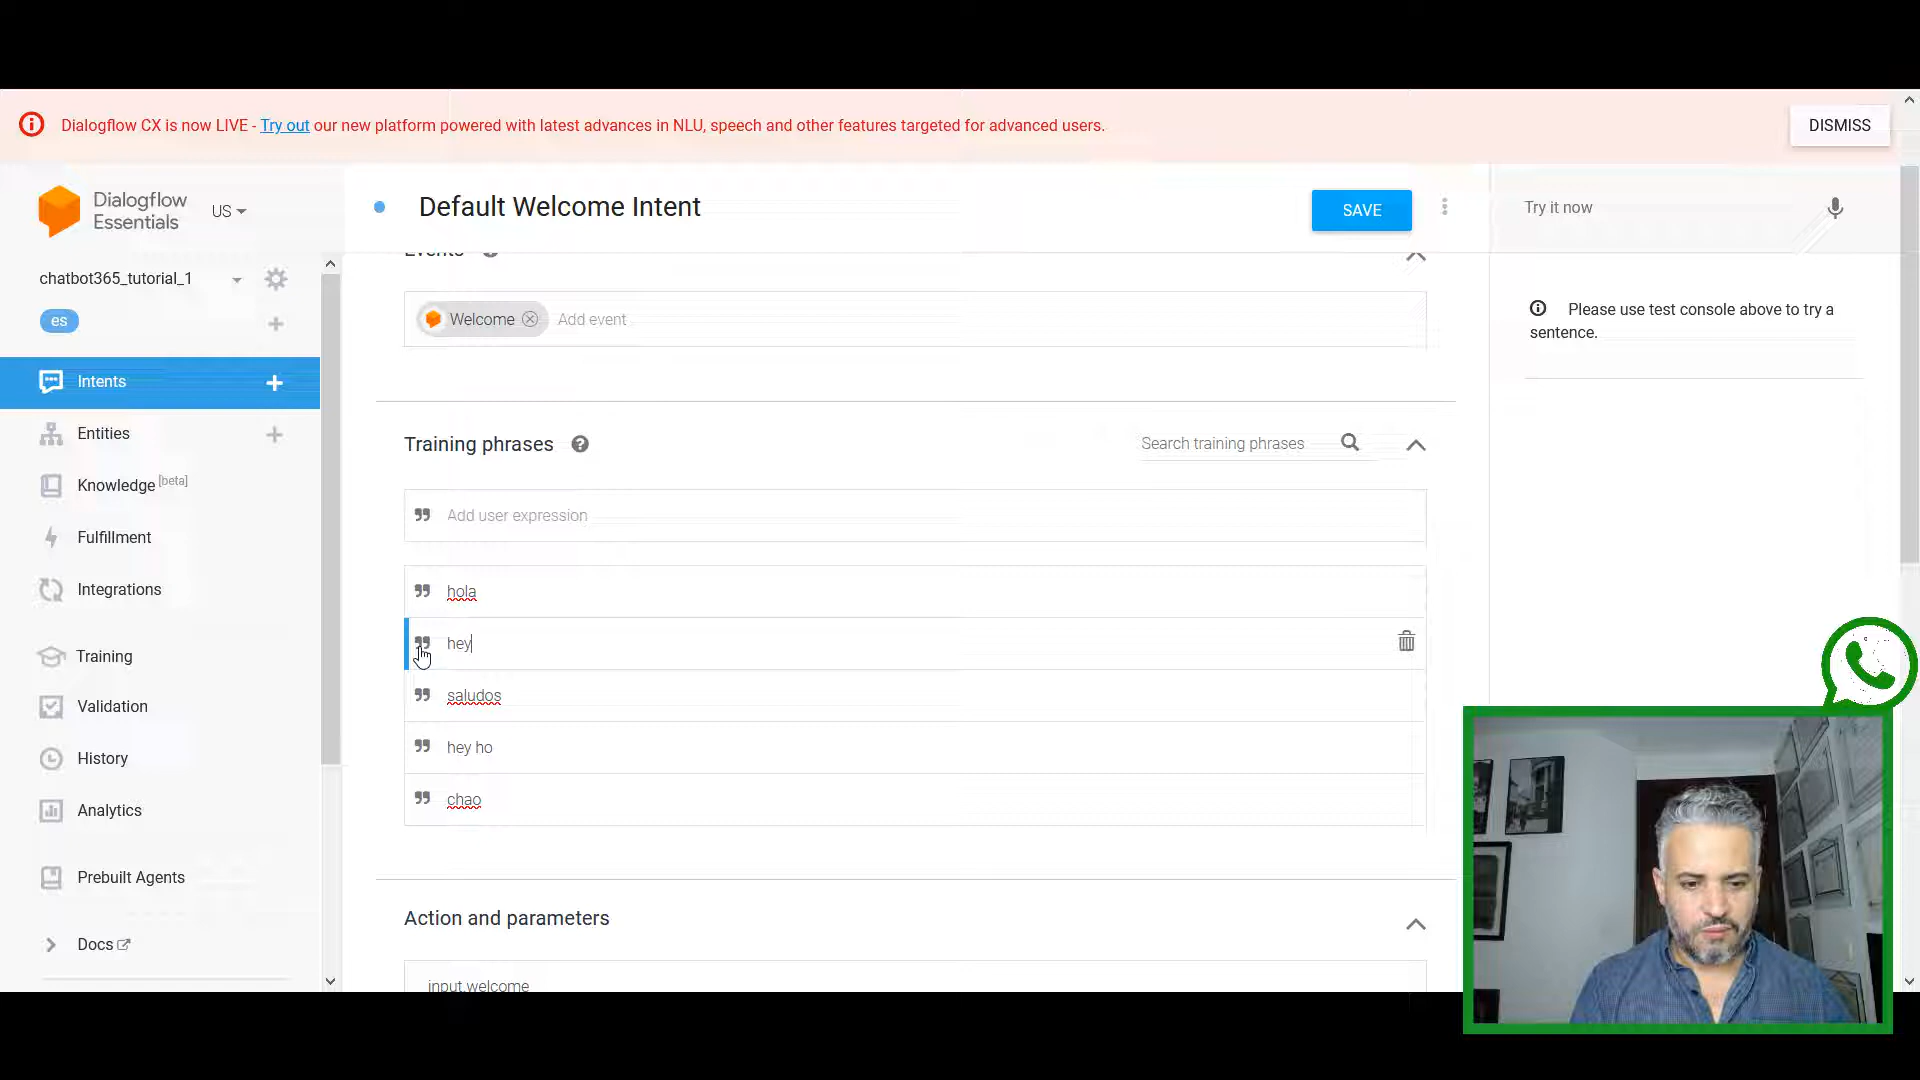 Dialogflow CX is now LIVE - Try out our new platform powered with latest advances in NLU, speech and other features targeted for advanced users.
DISMISS
Dialogflow
Essentials
US
Default Welcome Intent
SAVE
Try it now
chatbot365_tutorial_1
es
Events
Welcome
Add event
Please use test console above to try a
sentence.
Intents
Entities
Knowledge [beta]
Fulfillment
Integrations
Training
Validation
History
Analytics
Prebuilt Agents
Docs
Training phrases
Search training phrases
Add user expression
hola
hey
saludos
hey ho
chao
Action and parameters
input.welcome